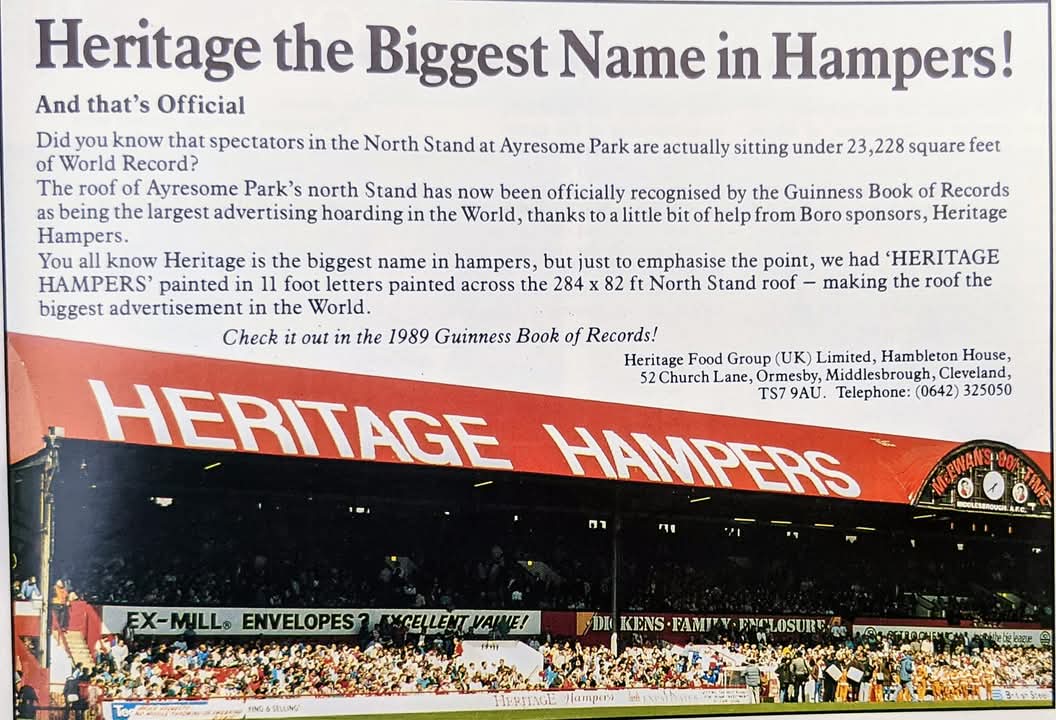 Heritage the Biggest Name in Hampers!
And that's Official
Did you know that spectators in the North Stand at Ayresome Park are actually sitting under 23,228 square feet
of World Record?
The roof of Ayresome Park's north Stand has now been officially recognised by the Guinness Book of Records
as being the largest advertising hoarding in the World, thanks to a little bit of help from Boro sponsors, Heritage
Hampers.
You all know Heritage is the biggest name in hampers, but just to emphasise the point, we had 'HERITAGE
HAMPERS' painted in 11 foot letters painted across the 284 x 82 ft North Stand roof – making the roof the
biggest advertisement in the World.
Check it out in the 1989 Guinness Book of Records!
Heritage Food Group (UK) Limited, Hambleton House,
52 Church Lane, Ormesby, Middlesbrough, Cleveland,
TS7 9AU. Telephone: (0642) 325050
HERITAGE HAMPERS
MIDDLESBROUGH A.F.C.
EX-MILL® ENVELOPES? EXCELLENT VALUE!
DICKENS · FAMILY · ENCLOSURE
the big league
HERITAGE Hampers
British Steel